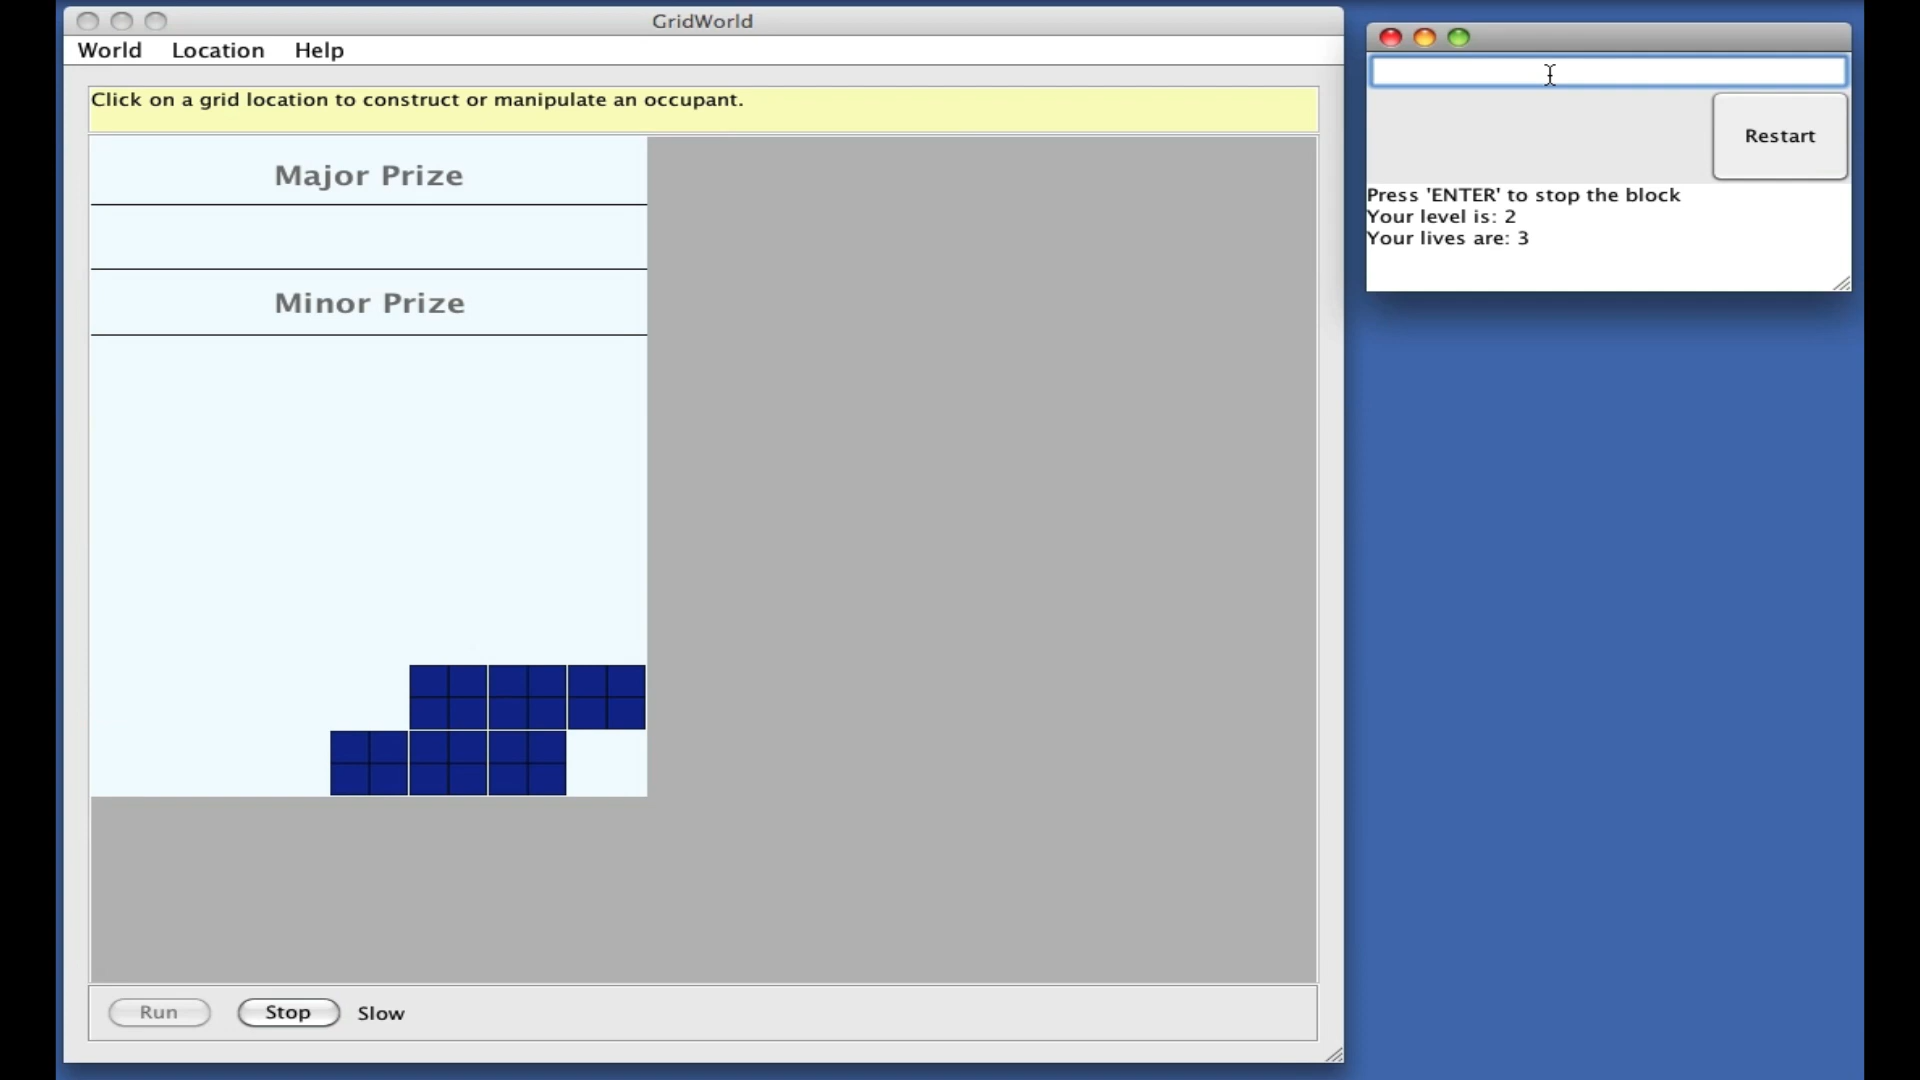 GridWorld
World Location Help
Click on a grid location to construct or manipulate an occupant.
Major Prize
Minor Prize
Run Stop Slow
Restart
Press 'ENTER' to stop the block
Your level is: 2
Your lives are: 3